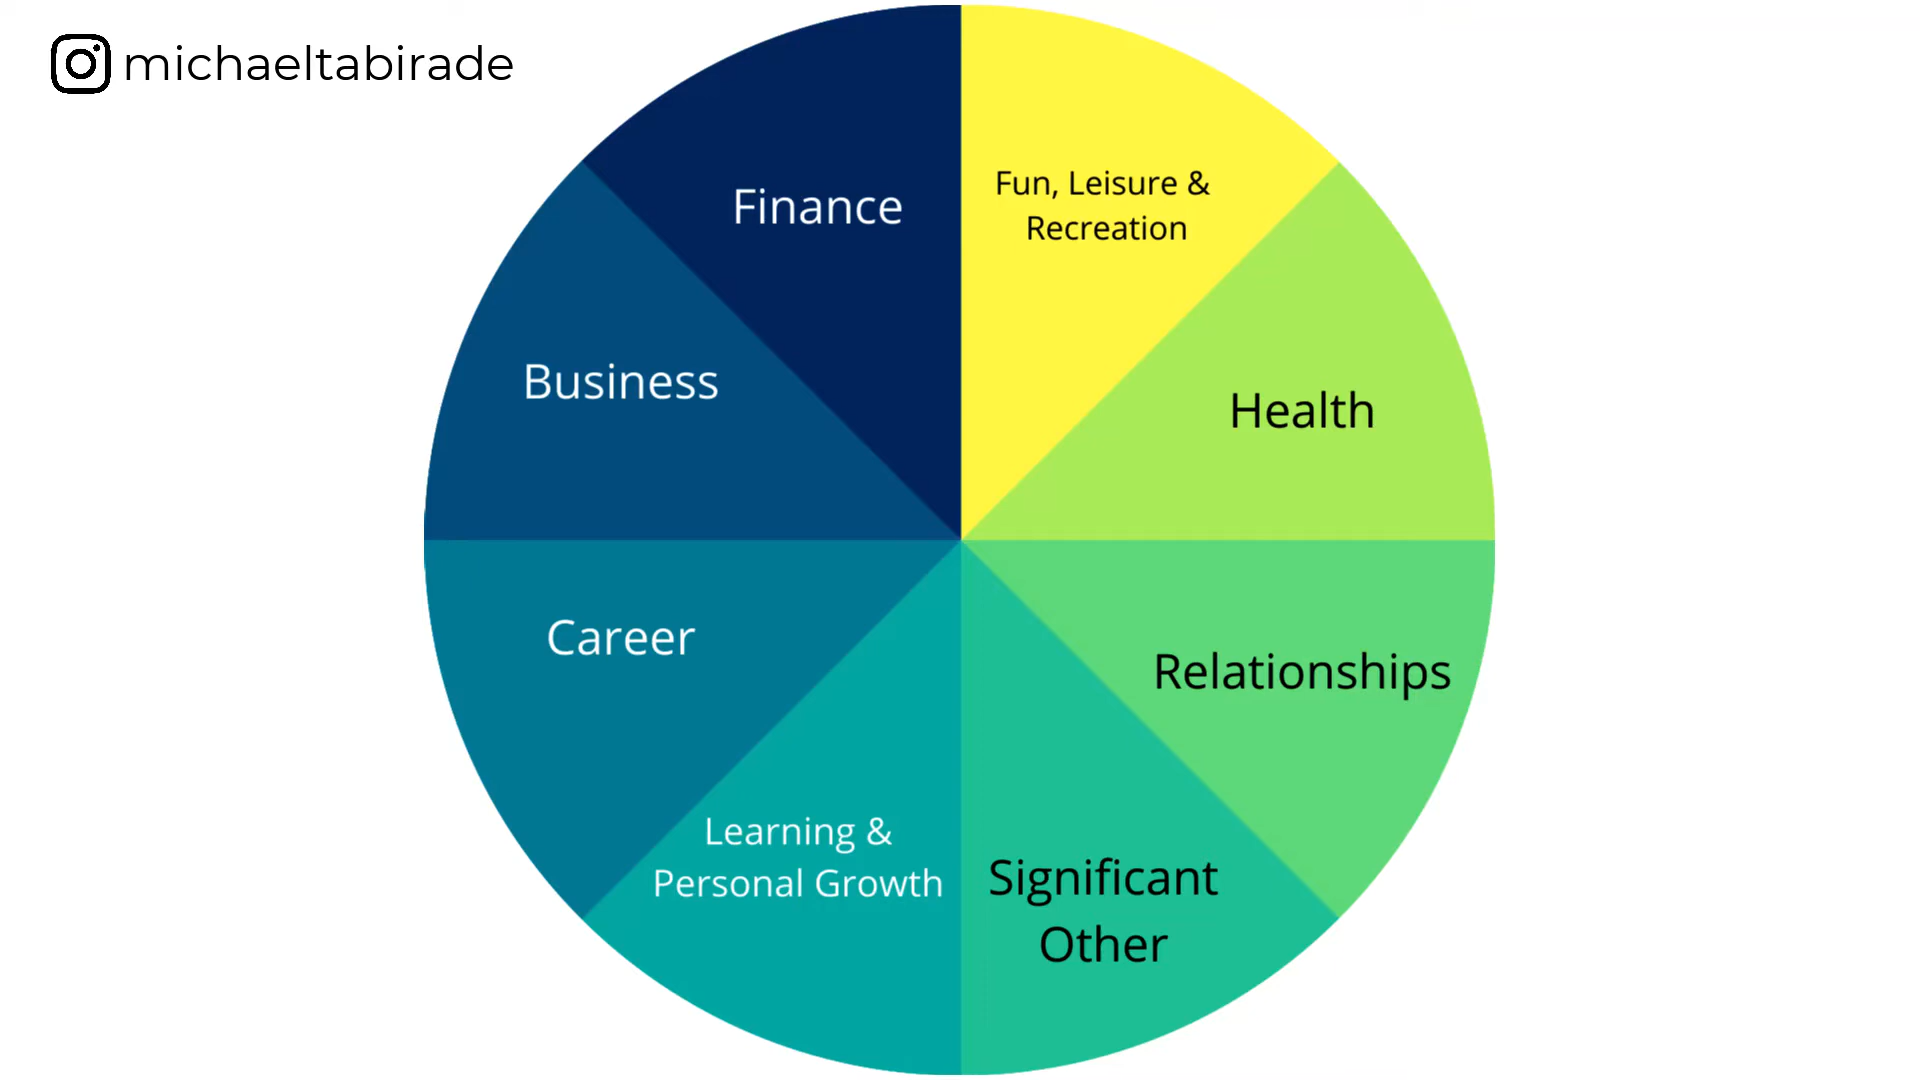 michaeltabirade
Finance
Fun, Leisure &
Recreation
Business
Health
Career
Relationships
Learning &
Personal Growth
Significant
Other